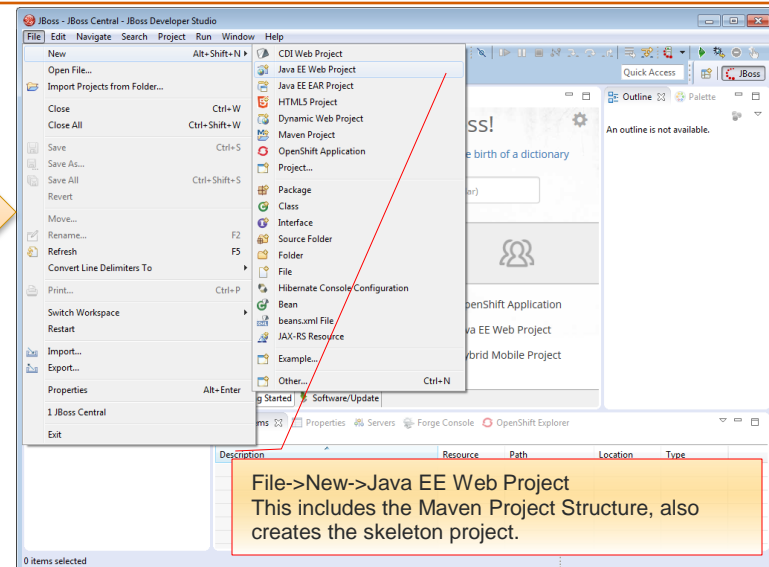 JBoss - JBoss Central - JBoss Developer Studio
File Edit Navigate Search Project Run Window Help
New Alt+Shift+N
Open File...
Import Projects from Folder...
Close Ctrl+W
Close All Ctrl+Shift+W
Save Ctrl+S
Save As...
Save All Ctrl+Shift+S
Revert
Move...
Rename... F2
Refresh F5
Convert Line Delimiters To
Print... Ctrl+P
Switch Workspace
Restart
Import...
Export...
Properties Alt+Enter
1 JBoss Central
Exit
CDI Web Project
Java EE Web Project
Java EE EAR Project
HTML5 Project
Dynamic Web Project
Maven Project
OpenShift Application
Project...
Package
Class
Interface
Source Folder
Folder
File
Hibernate Console Configuration
Bean
beans.xml File
JAX-RS Resource
Example...
Other... Ctrl+N
Quick Access JBoss
Outline Palette
An outline is not available.
ss!
e birth of a dictionary
ar)
penShift Application
va EE Web Project
ybrid Mobile Project
g Started Software/Update
ms Properties Servers Forge Console OpenShift Explorer
Description Resource Path Location Type
File->New->Java EE Web Project
This includes the Maven Project Structure, also
creates the skeleton project.
0 items selected